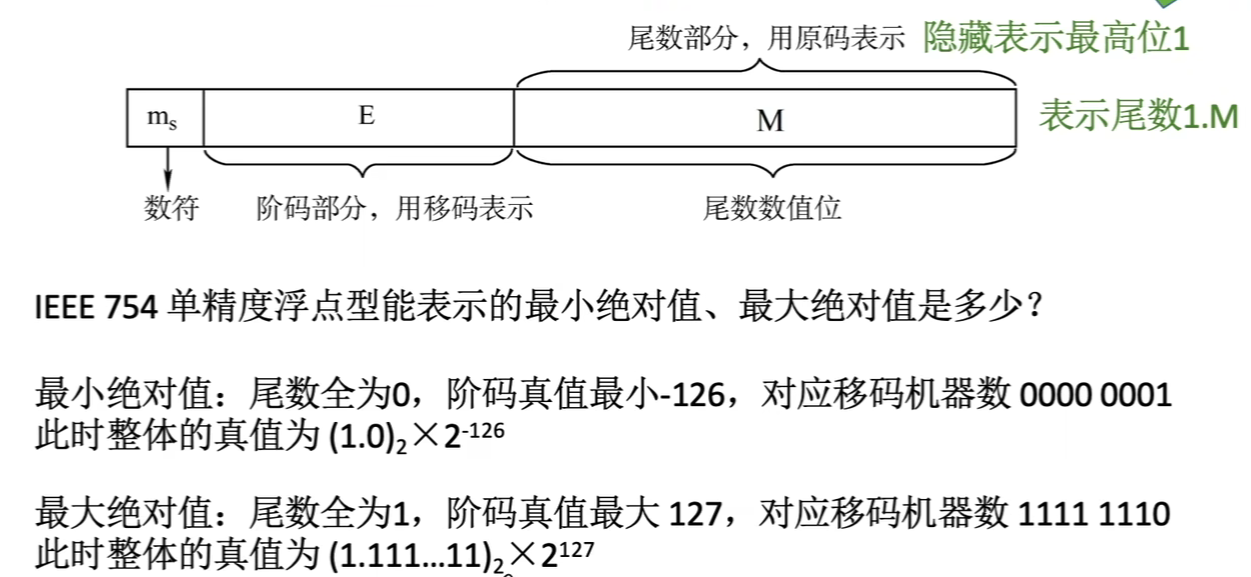 尾数部分，用原码表示 隐藏表示最高位1
mₛ E M 表示尾数1.M
数符 阶码部分，用移码表示 尾数数值位
IEEE 754 单精度浮点型能表示的最小绝对值、最大绝对值是多少？
最小绝对值：尾数全为0，阶码真值最小-126，对应移码机器数 0000 0001
此时整体的真值为 (1.0)₂×2⁻¹²⁶
最大绝对值：尾数全为1，阶码真值最大 127，对应移码机器数 1111 1110
此时整体的真值为 (1.111...11)₂×2¹²⁷